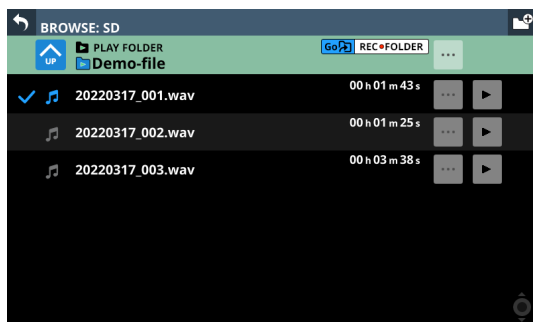 BROWSE: SD
UP
PLAY FOLDER
Demo-file
Go REC●FOLDER
...
20220317_001.wav 00 h 01 m 43 s ...
20220317_002.wav 00 h 01 m 25 s ...
20220317_003.wav 00 h 03 m 38 s ...